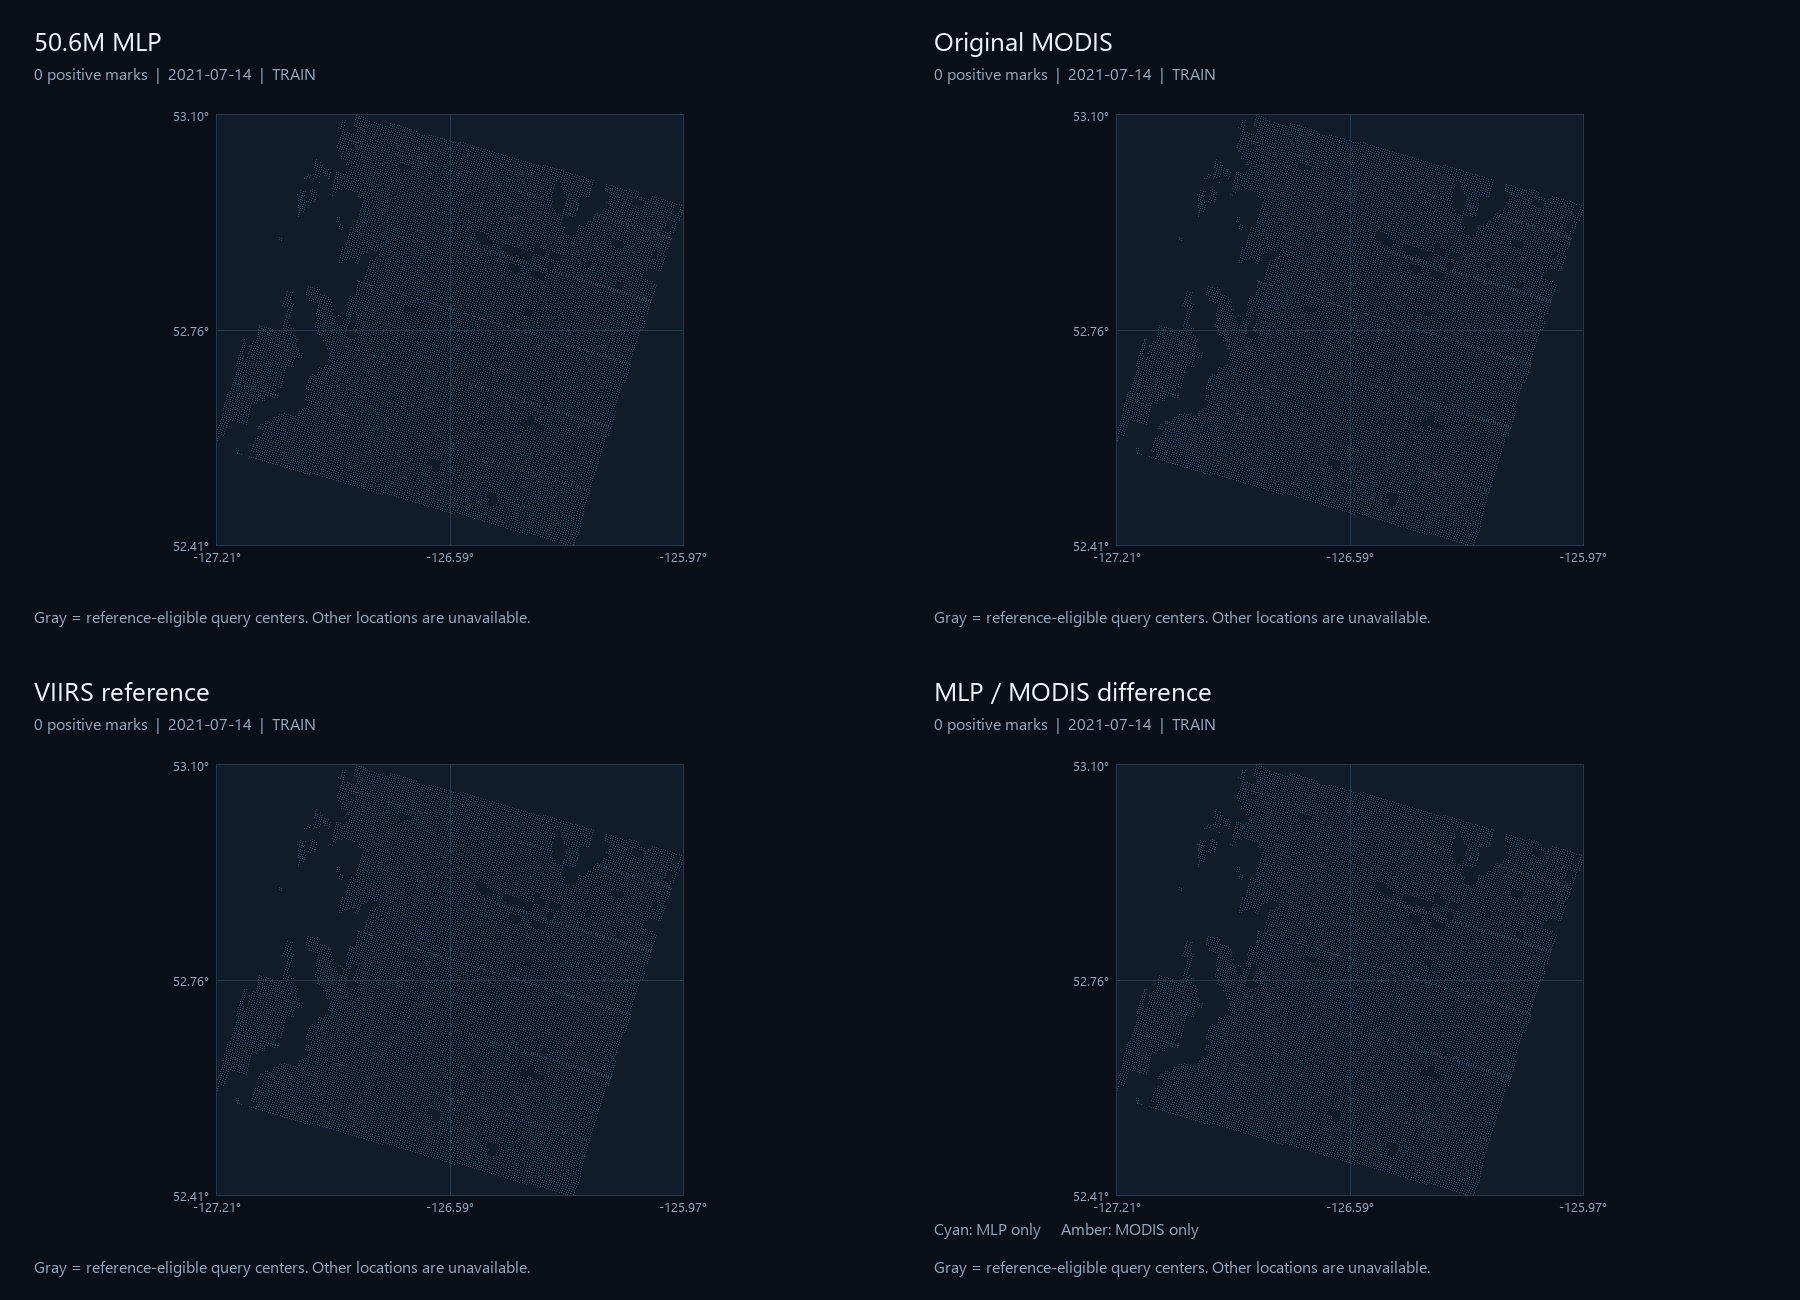 50.6M MLP
0 positive marks | 2021-07-14 | TRAIN
53.10°
52.76°
52.41°
-127.21°
-126.59°
-125.97°
Gray = reference-eligible query centers. Other locations are unavailable.
Original MODIS
0 positive marks | 2021-07-14 | TRAIN
53.10°
52.76°
52.41°
-127.21°
-126.59°
-125.97°
Gray = reference-eligible query centers. Other locations are unavailable.
VIIRS reference
0 positive marks | 2021-07-14 | TRAIN
53.10°
52.76°
52.41°
-127.21°
-126.59°
-125.97°
Gray = reference-eligible query centers. Other locations are unavailable.
MLP / MODIS difference
0 positive marks | 2021-07-14 | TRAIN
53.10°
52.76°
52.41°
-127.21°
-126.59°
-125.97°
Cyan: MLP only Amber: MODIS only
Gray = reference-eligible query centers. Other locations are unavailable.